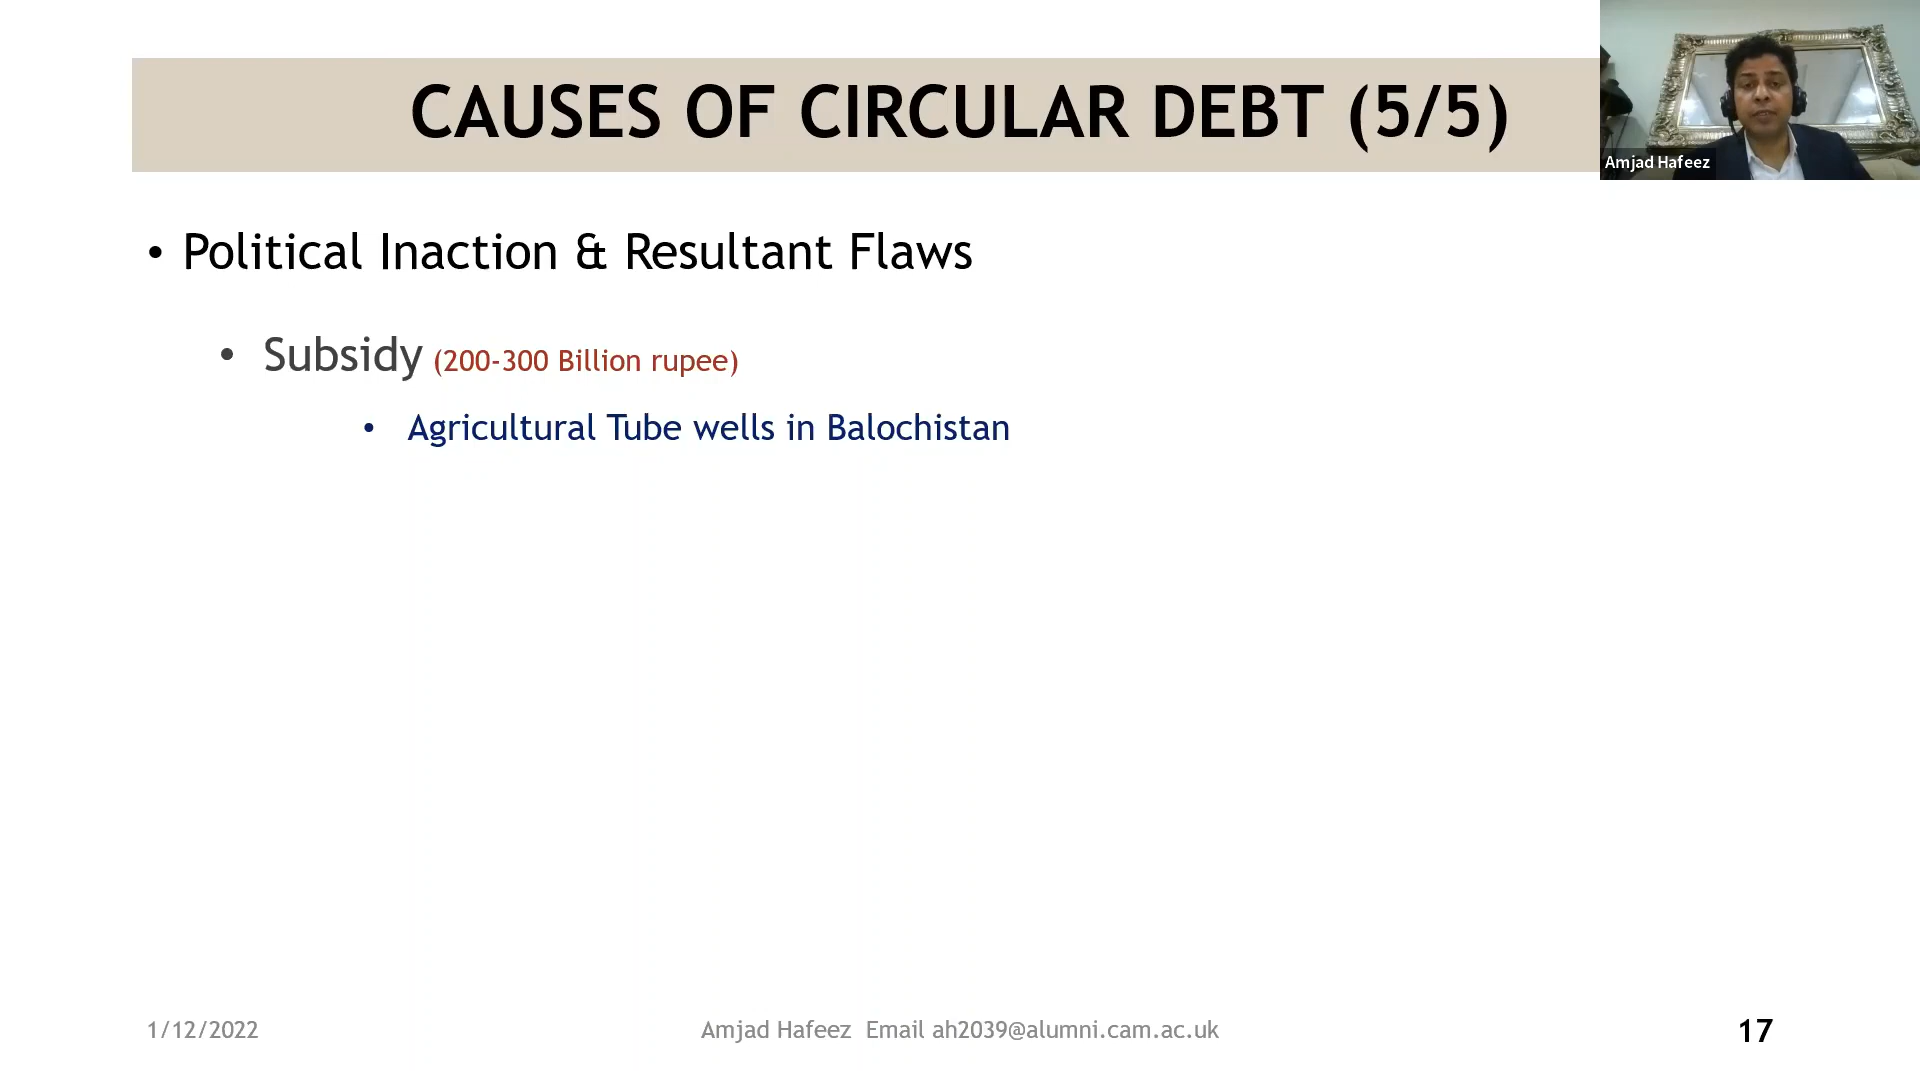 CAUSES OF CIRCULAR DEBT (5/5)
Amjad Hafeez
• Political Inaction & Resultant Flaws
• Subsidy (200-300 Billion rupee)
• Agricultural Tube wells in Balochistan
1/12/2022
Amjad Hafeez Email ah2039@alumni.cam.ac.uk
17